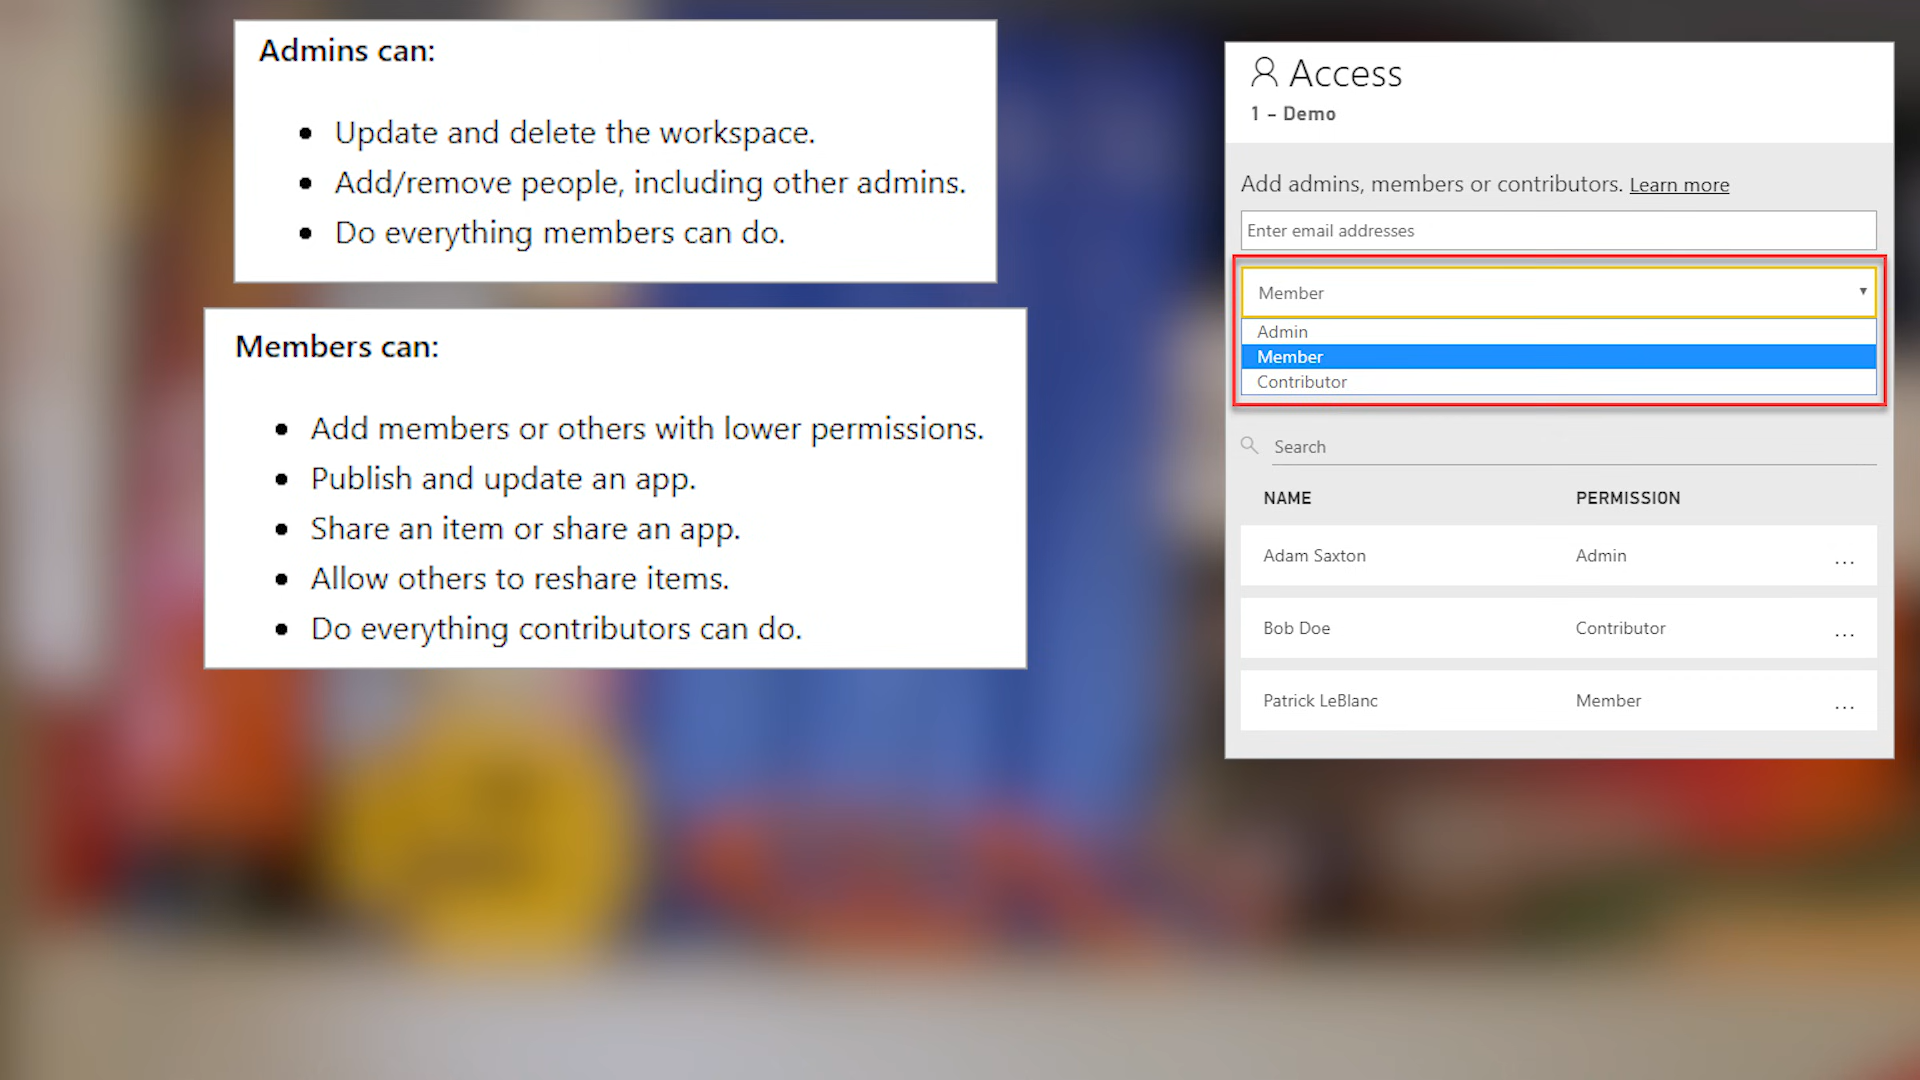 Admins can:
• Update and delete the workspace.
• Add/remove people, including other admins.
• Do everything members can do.
Members can:
• Add members or others with lower permissions.
• Publish and update an app.
• Share an item or share an app.
• Allow others to reshare items.
• Do everything contributors can do.
Access
1 - Demo
Add admins, members or contributors. Learn more
Enter email addresses
Member
Admin
Member
Contributor
Search
NAME PERMISSION
Adam Saxton Admin ...
Bob Doe Contributor ...
Patrick LeBlanc Member ...